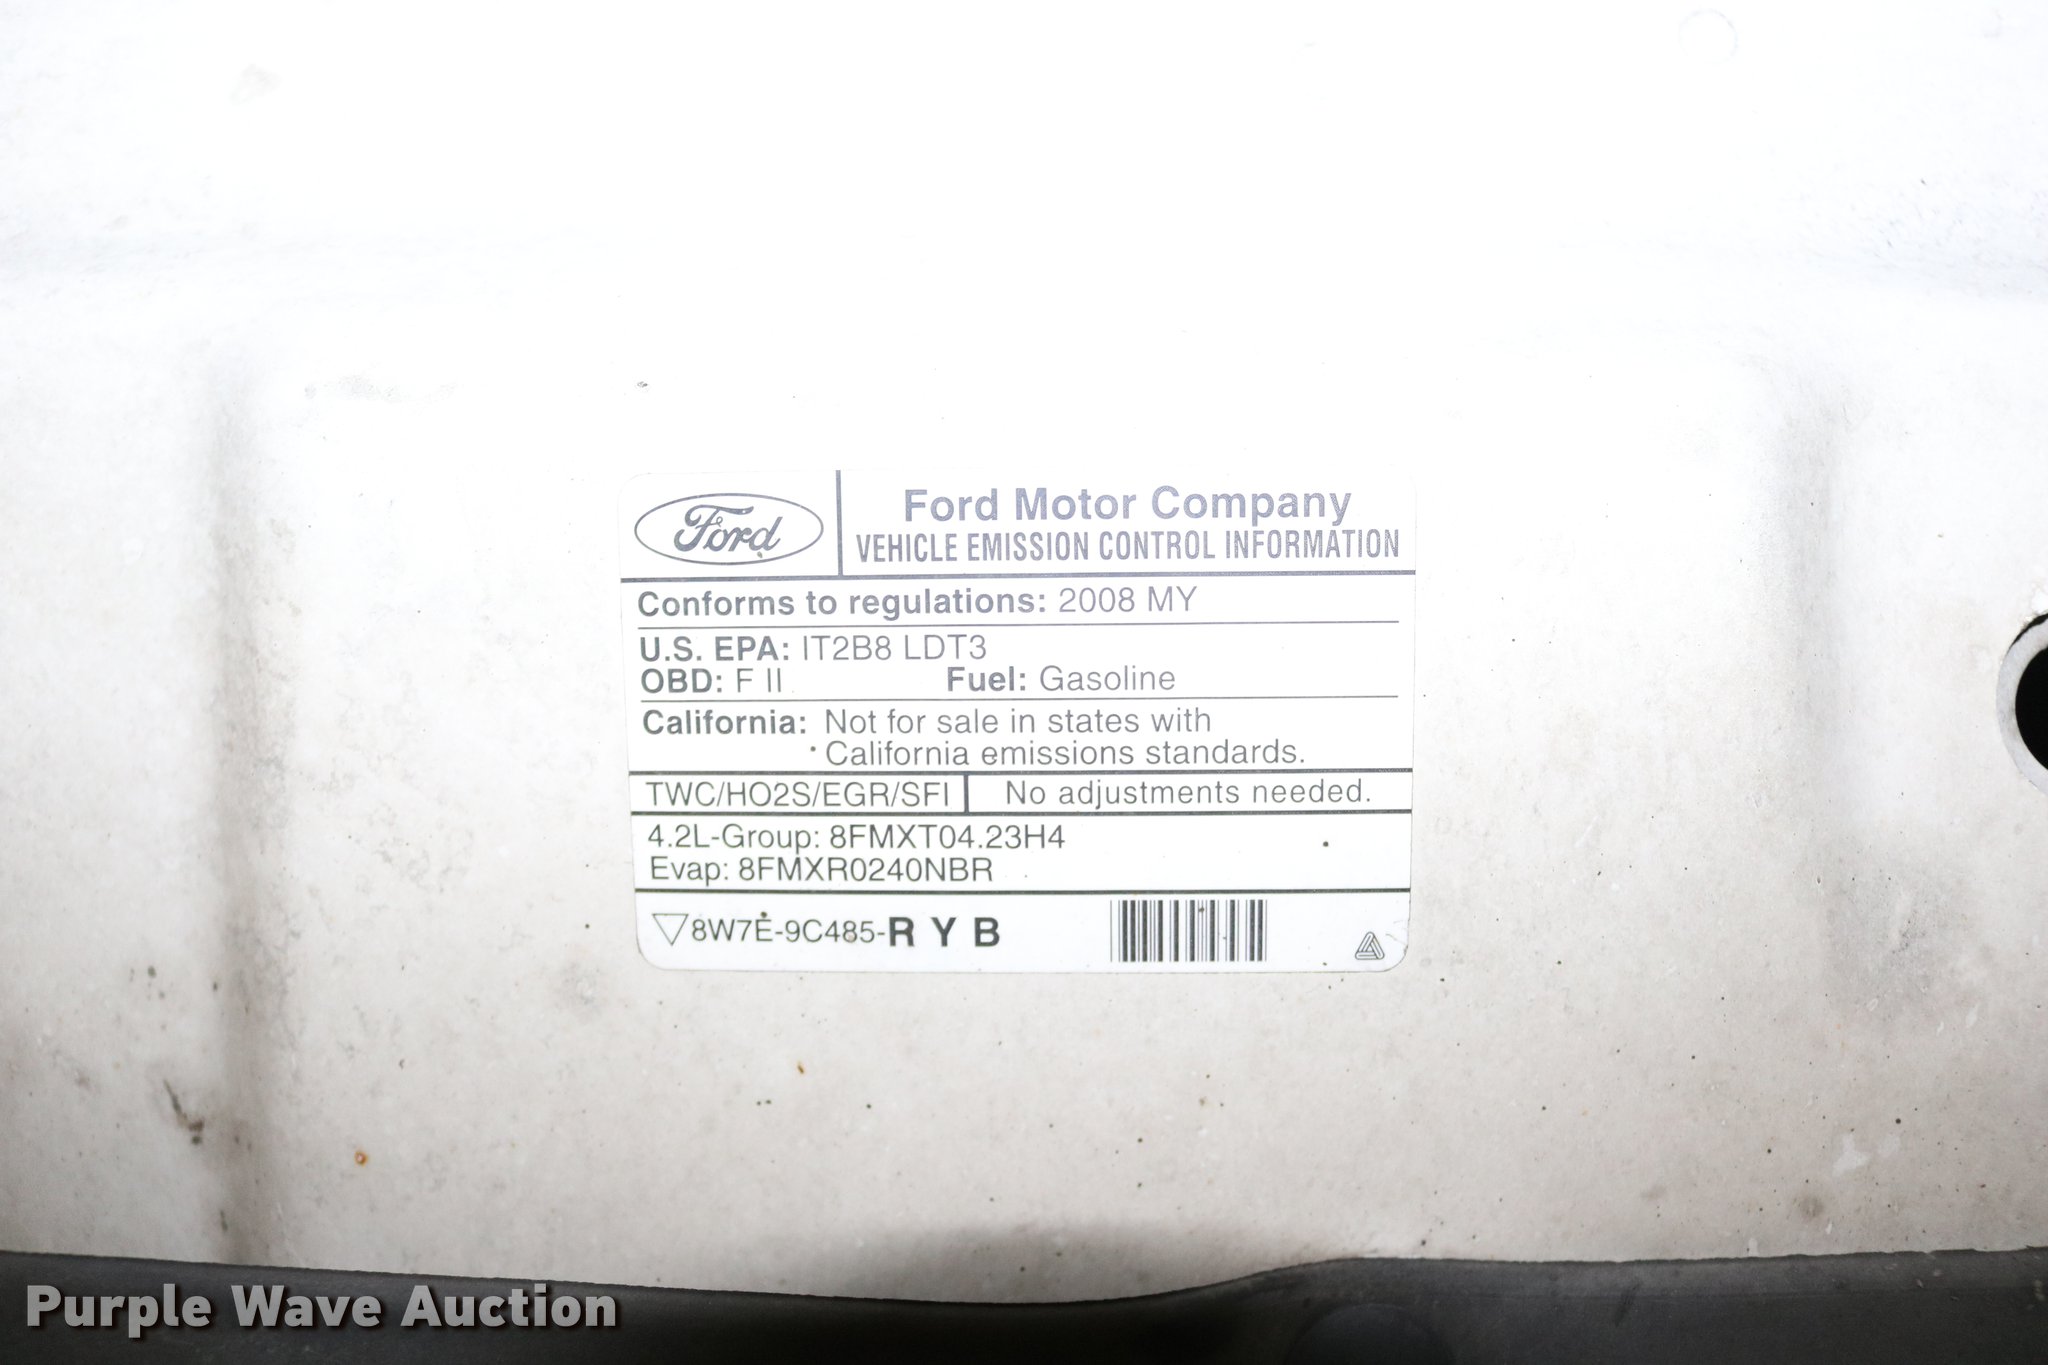 Ford
Ford Motor Company
VEHICLE EMISSION CONTROL INFORMATION
Conforms to regulations: 2008 MY
U.S. EPA: IT2B8 LDT3
OBD: F II Fuel: Gasoline
California: Not for sale in states with
California emissions standards.
TWC/HO2S/EGR/SFI No adjustments needed.
4.2L-Group: 8FMXT04.23H4
Evap: 8FMXR0240NBR
8W7E-9C485-R Y B
Purple Wave Auction